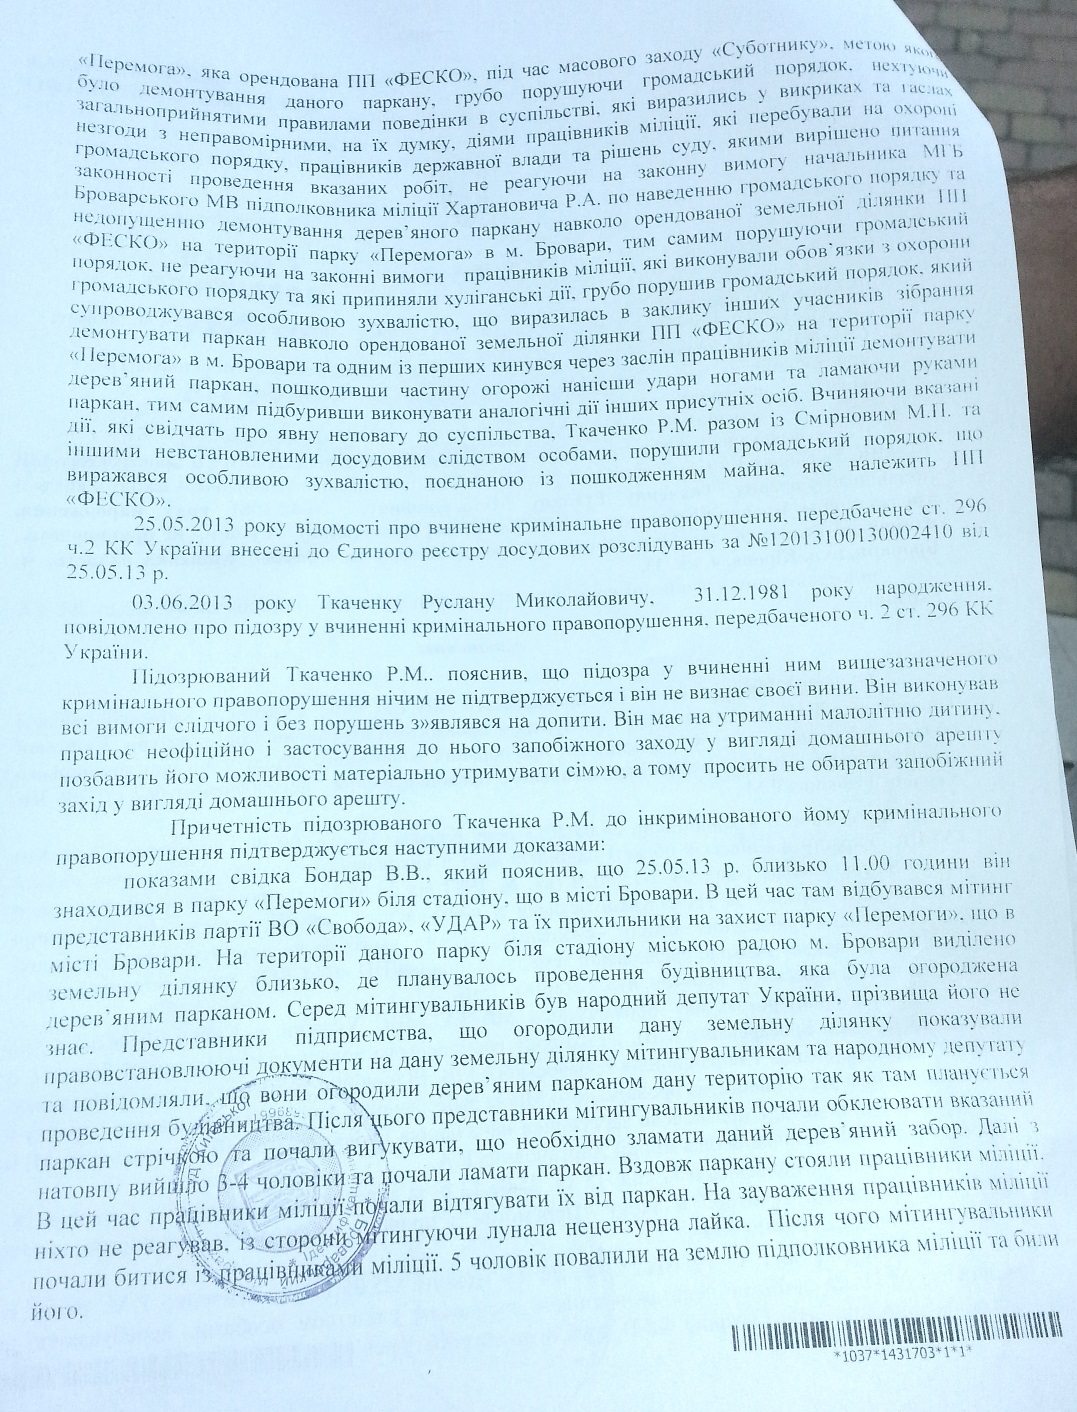 «Перемога», яка орендована ПП «ФЕСКО», під час масового заходу «Суботнику», метою якого
було демонтування даного паркану, грубо порушуючи громадський порядок, нехтуючи
загальноприйнятими правилами поведінки в суспільстві, які виразились у викриках та гаслах
незгоди з неправомірними, на їх думку, діями працівників міліції, які перебували на охороні
громадського порядку, працівників державної влади та рішень суду, якими вирішено питання
законності проведення вказаних робіт, не реагуючи на законну вимогу начальника МГБ
Броварського МВ підполковника міліції Хартановича Р.А. по наведенню громадського порядку та
недопущенню демонтування дерев’яного паркану навколо орендованої земельної ділянки ПП
«ФЕСКО» на території парку «Перемога» в м. Бровари, тим самим порушуючи громадський
порядок, не реагуючи на законні вимоги працівників міліції, які виконували обов’язки з охорони
громадського порядку та які припиняли хуліганські дії, грубо порушив громадський порядок, який
супроводжувався особливою зухвалістю, що виразилась в заклику інших учасників зібрання
демонтувати паркан навколо орендованої земельної ділянки ПП «ФЕСКО» на території парку
«Перемога» в м. Бровари та одним із перших кинувся через заслін працівників міліції демонтувати
дерев’яний паркан, пошкодивши частину огорожі нанісши удари ногами та ламаючи руками
паркан, тим самим підбуривши виконувати аналогічні дії інших присутніх осіб. Вчиняючи вказані
дії, які свідчать про явну неповагу до суспільства, Ткаченко Р.М. разом із Смірновим М.П. та
іншими невстановленими досудовим слідством особами, порушили громадський порядок, що
виражався особливою зухвалістю, поєднаною із пошкодженням майна, яке належить ПП
«ФЕСКО».
25.05.2013 року відомості про вчинене кримінальне правопорушення, передбачене ст. 296
ч.2 КК України внесені до Єдиного реєстру досудових розслідувань за №12013100130002410 від
25.05.13 р.
03.06.2013 року Ткаченку Руслану Миколайовичу, 31.12.1981 року народження,
повідомлено про підозру у вчиненні кримінального правопорушення, передбаченого ч. 2 ст. 296 КК
України.
Підозрюваний Ткаченко Р.М.. пояснив, що підозра у вчиненні ним вищезазначеного
кримінального правопорушення нічим не підтверджується і він не визнає своєї вини. Він виконував
всі вимоги слідчого і без порушень з»являвся на допити. Він має на утриманні малолітню дитину,
працює неофіційно і застосування до нього запобіжного заходу у вигляді домашнього арешту
позбавить його можливості матеріально утримувати сім»ю, а тому просить не обирати запобіжний
захід у вигляді домашнього арешту.
Причетність підозрюваного Ткаченка Р.М. до інкримінованого йому кримінального
правопорушення підтверджується наступними доказами:
показами свідка Бондар В.В., який пояснив, що 25.05.13 р. близько 11.00 години він
знаходився в парку «Перемоги» біля стадіону, що в місті Бровари. В цей час там відбувався мітинг
представників партії ВО «Свобода», «УДАР» та їх прихильники на захист парку «Перемоги», що в
місті Бровари. На території даного парку біля стадіону міською радою м. Бровари виділено
земельну ділянку близько, де планувалось проведення будівництва, яка була огороджена
дерев’яним парканом. Серед мітингувальників був народний депутат України, прізвища його не
знає. Представники підприємства, що огородили дану земельну ділянку показували
правовстановлюючі документи на дану земельну ділянку мітингувальникам та народному депутату
та повідомляли, що вони огородили дерев’яним парканом дану територію так як там планується
проведення будівництва. Після цього представники мітингувальників почали обклеювати вказаний
паркан стрічкою та почали вигукувати, що необхідно зламати даний дерев’яний забор. Далі з
натовпу вийшло 3-4 чоловіки та почали ламати паркан. Вздовж паркану стояли працівники міліції.
В цей час працівники міліції почали відтягувати їх від паркан. На зауваження працівників міліції
ніхто не реагував, із сторони мітингуючи лунала нецензурна лайка. Після чого мітингувальники
почали битися із працівниками міліції. 5 чоловік повалили на землю підполковника міліції та били
його.
*1037*1431703*1*1*